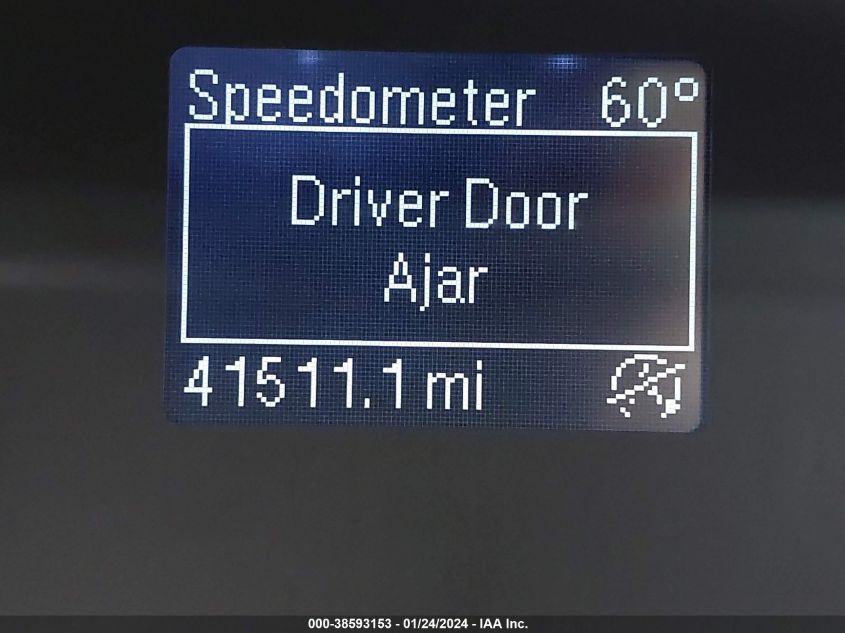 Speedometer 60°
Driver Door
Ajar
41511.1 mi
000-38593153 - 01/24/2024 - IAA Inc.